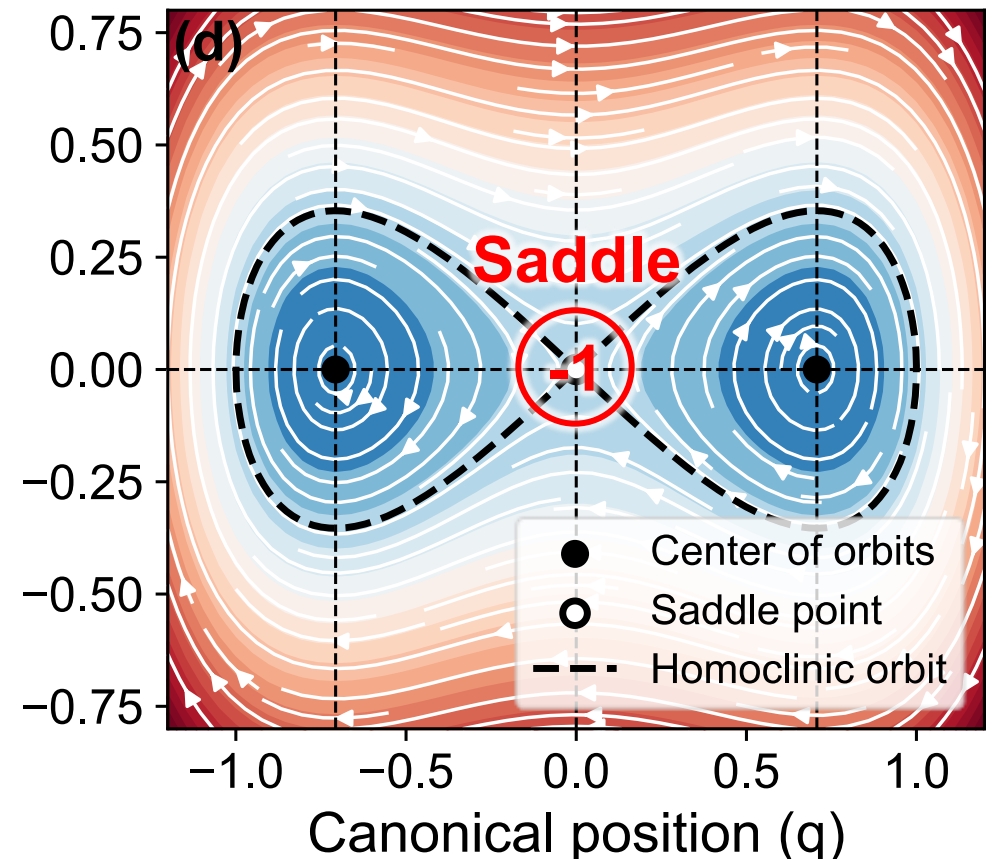 (d)
0.75
0.50
0.25
0.00
−0.25
−0.50
−0.75
Saddle
-1
Center of orbits
Saddle point
Homoclinic orbit
−1.0 −0.5 0.0 0.5 1.0
Canonical position (q)